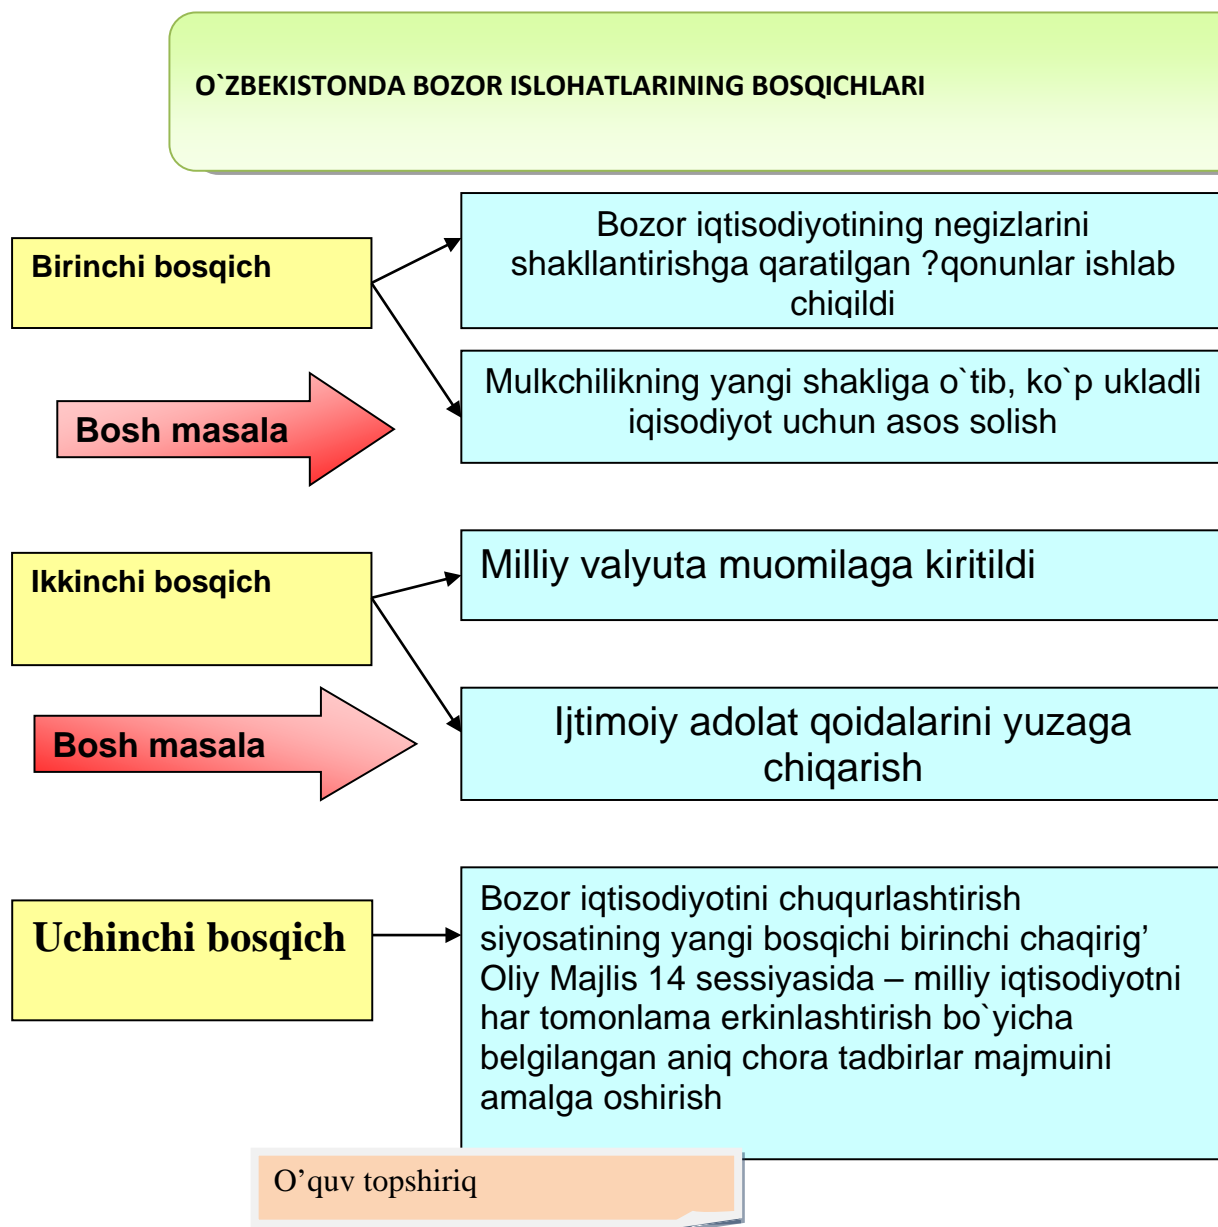 O`ZBEKISTONDA BOZOR ISLOHATLARINING BOSQICHLARI
Birinchi bosqich
Bozor iqtisodiyotining negizlarini
shakllantirishga qaratilgan ?qonunlar ishlab
chiqildi
Mulkchilikning yangi shakliga o`tib, ko`p ukladli
iqisodiyot uchun asos solish
Bosh masala
Ikkinchi bosqich
Milliy valyuta muomilaga kiritildi
Bosh masala
Ijtimoiy adolat qoidalarini yuzaga
chiqarish
Uchinchi bosqich
Bozor iqtisodiyotini chuqurlashtirish
siyosatining yangi bosqichi birinchi chaqirig’
Oliy Majlis 14 sessiyasida – milliy iqtisodiyotni
har tomonlama erkinlashtirish bo`yicha
belgilangan aniq chora tadbirlar majmuini
amalga oshirish
O’quv topshiriq